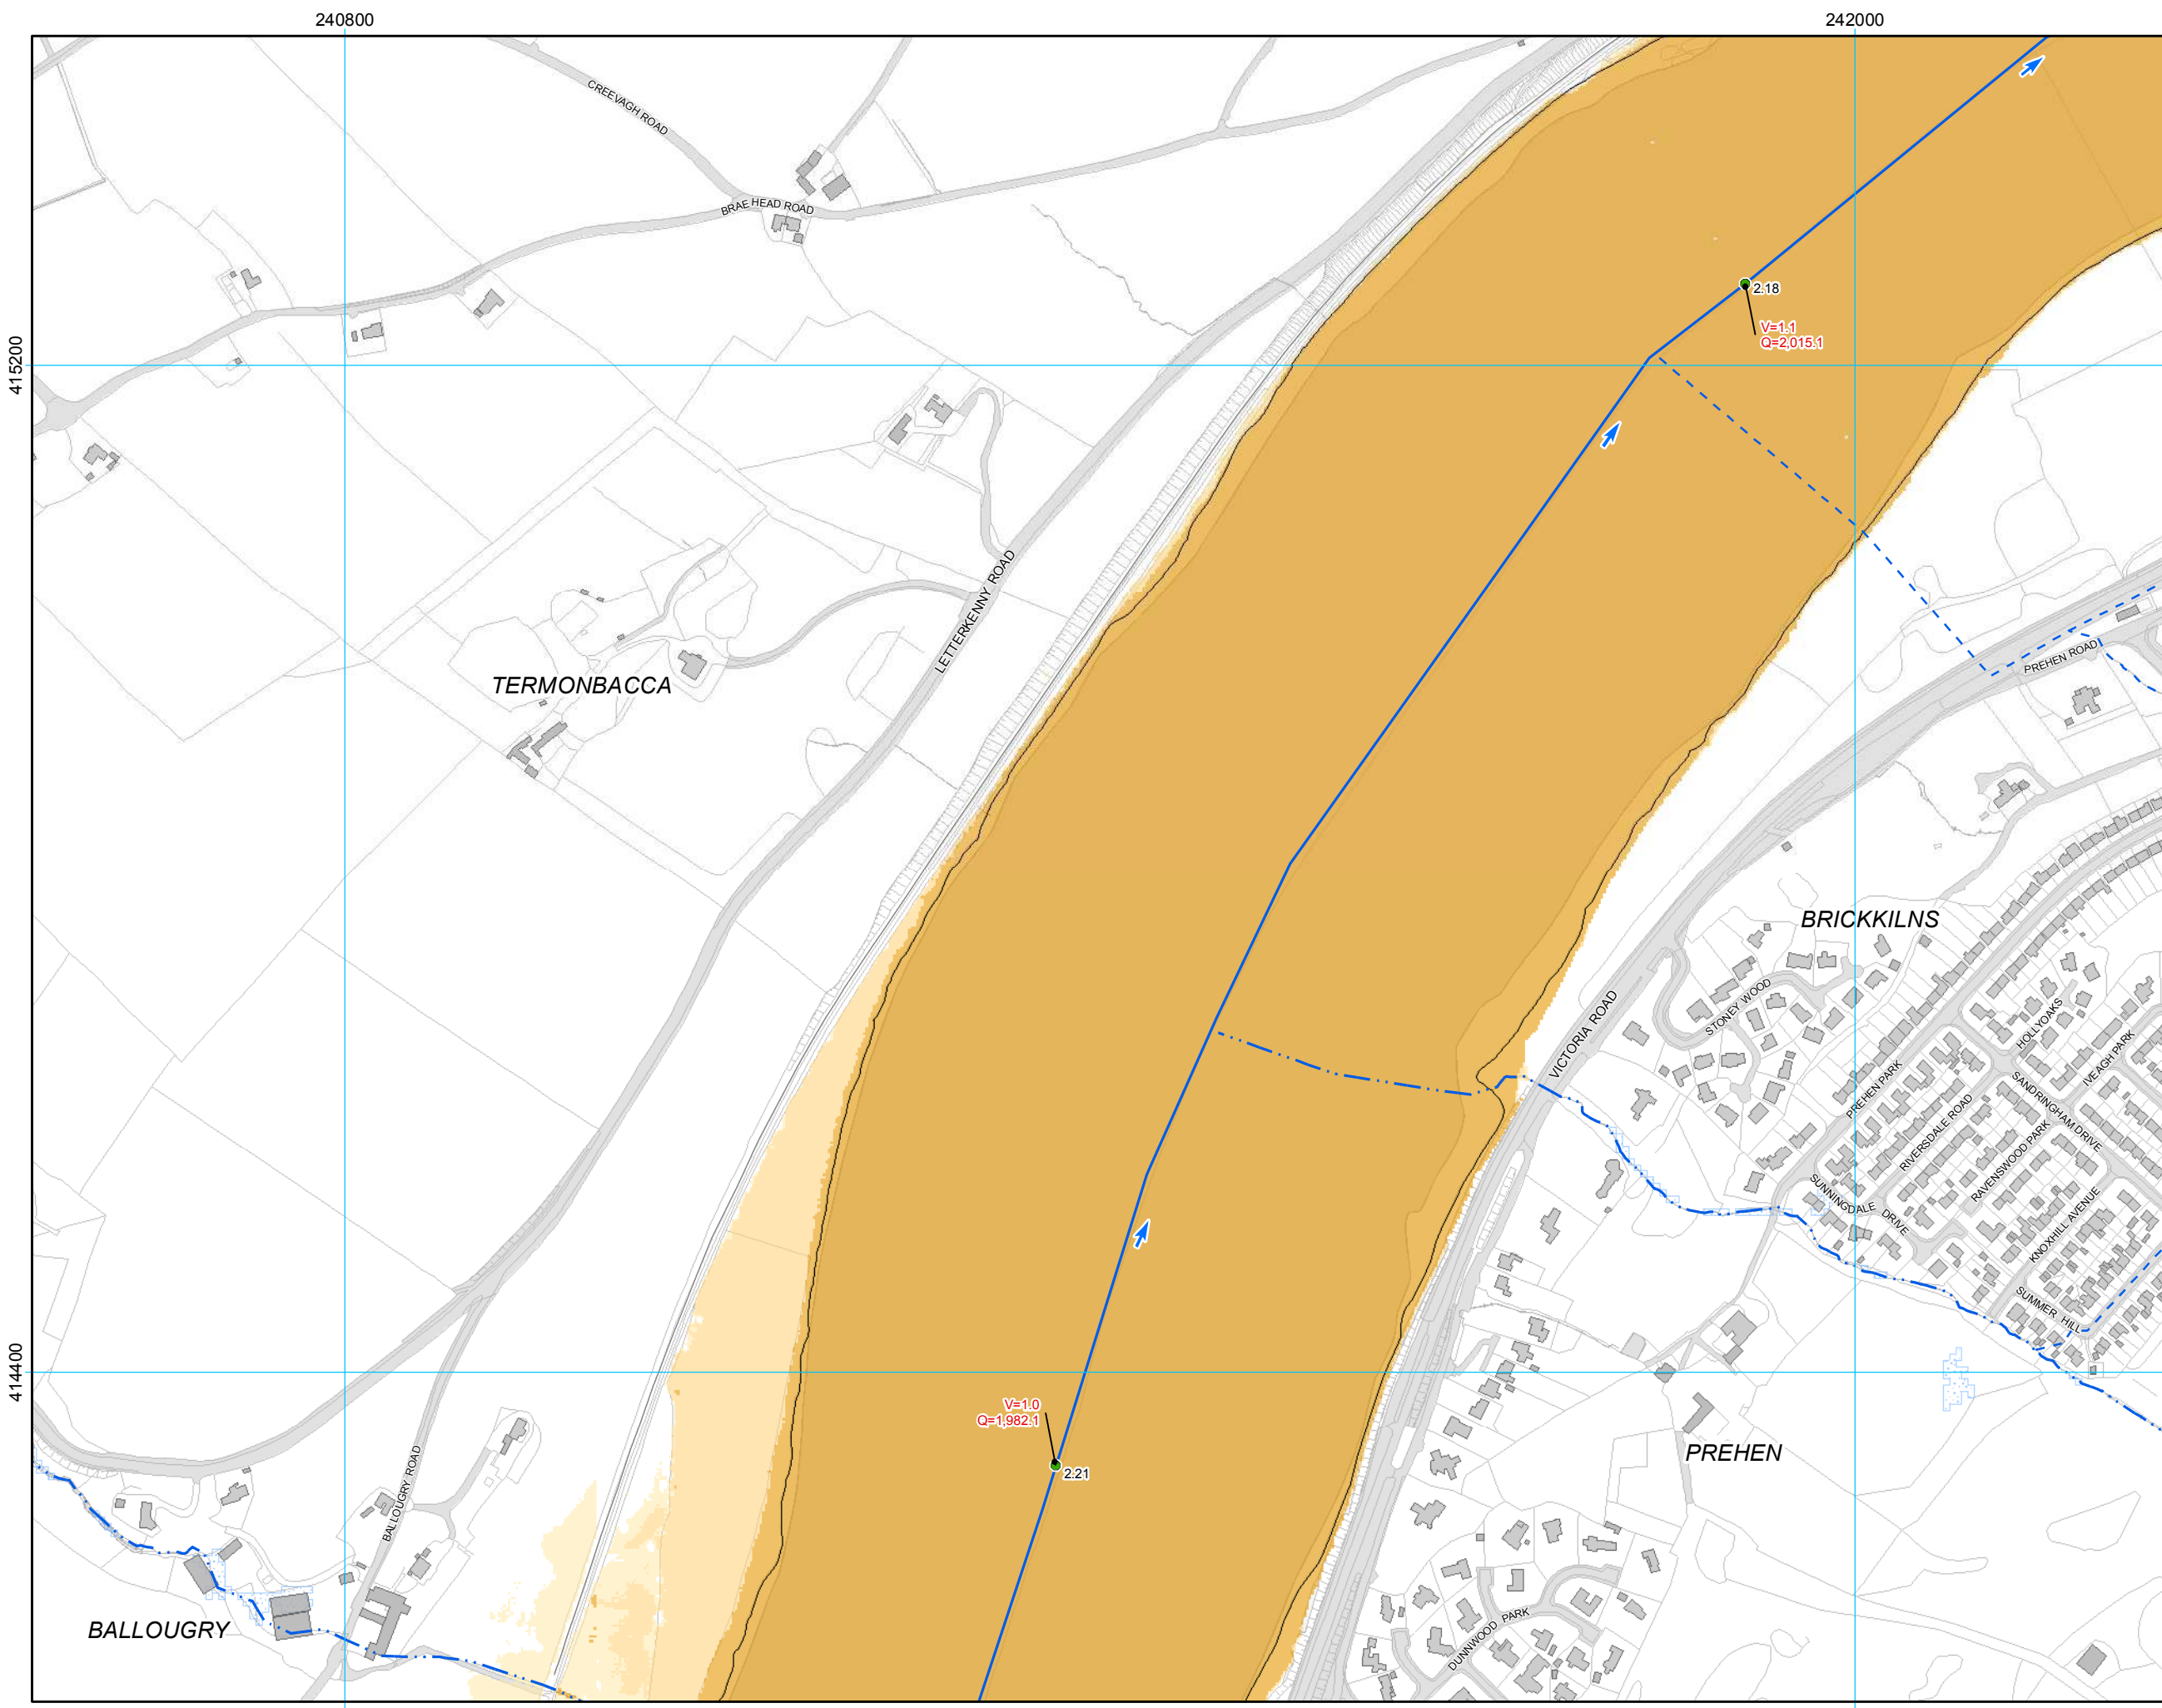 240800
242000
CREEVAGH ROAD
BRAE HEAD ROAD
2.18
V=1.1
Q=2,015.1
415200
LETTERKENNY ROAD
TERMONBACCA
PREHEN ROAD
BRICKKILNS
STONEY WOOD
VICTORIA ROAD
HOLLYOAKS
IVEAGH PARK
PREHEN PARK
SANDRINGHAM DRIVE
RIVERSDALE ROAD
RAVENSWOOD PARK
SUNNINGDALE DRIVE
KNOXHILL AVENUE
SUMMER HILL
414400
V=1.0
Q=1,982.1
2.21
PREHEN
BALLOUGRY ROAD
BALLOUGRY
DUNNWOOD PARK